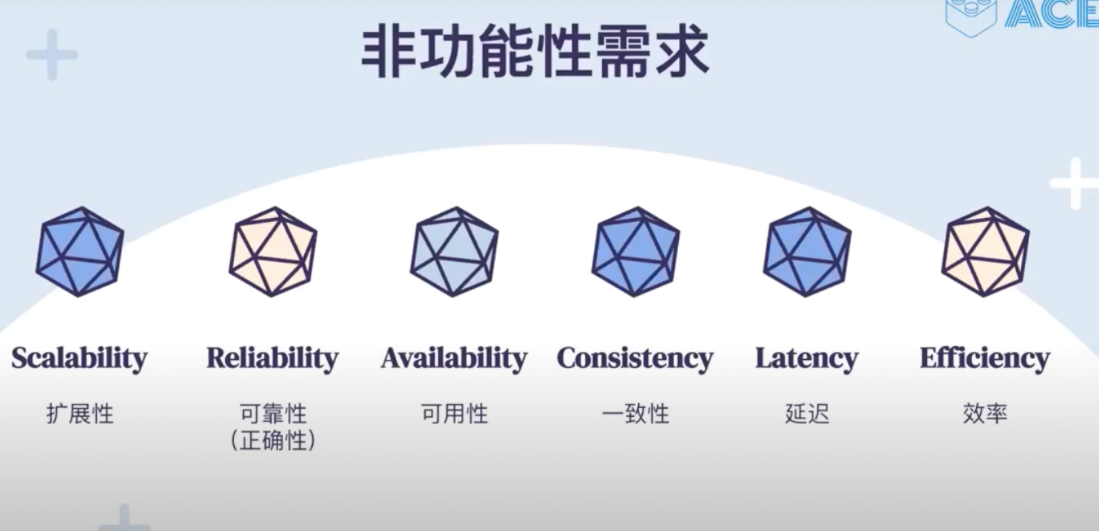 ACE
非功能性需求
Scalability
扩展性
Reliability
可靠性
(正确性)
Availability
可用性
Consistency
一致性
Latency
延迟
Efficiency
效率